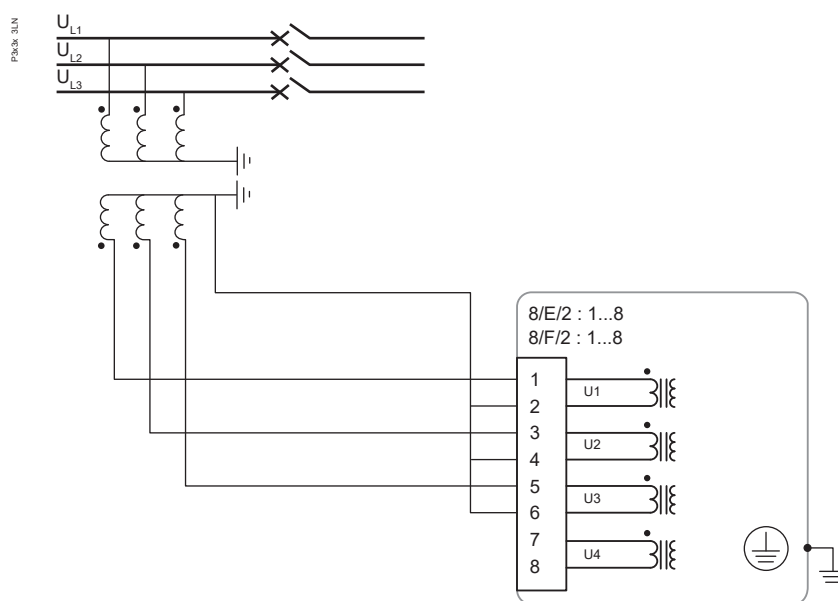 P3x3x 3LN
UL1
UL2
UL3
8/E/2 : 1...8
8/F/2 : 1...8
1
U1
2
3
U2
4
5
U3
6
7
U4
8